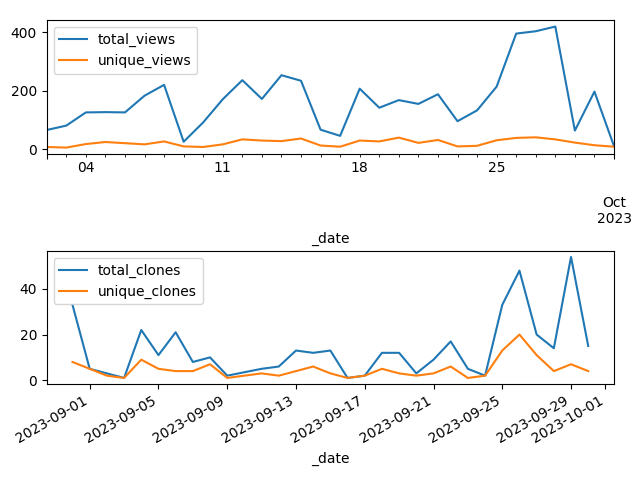 400
200
0
total_views
unique_views
04
11
18
25
Oct
2023
_date
40
20
0
total_clones
unique_clones
2023-09-01
2023-09-05
2023-09-09
2023-09-13
2023-09-17
2023-09-21
2023-09-25
2023-09-29
2023-10-01
_date